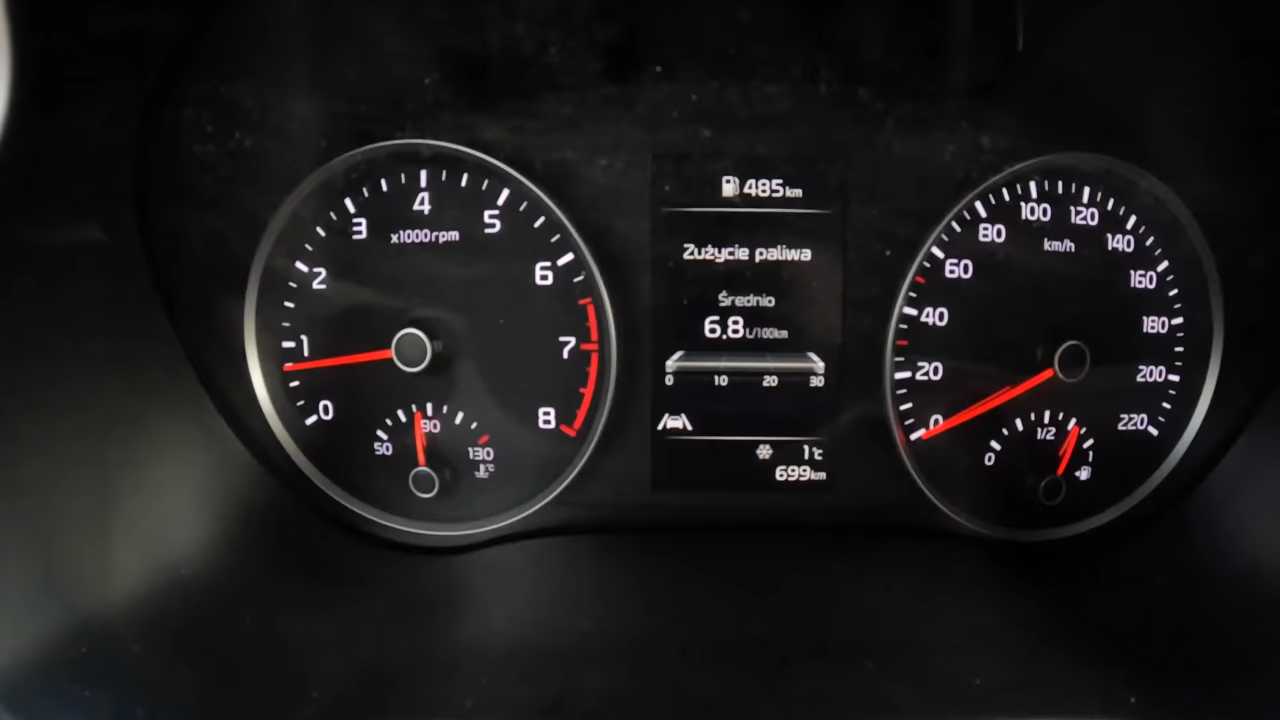 4
3
5
x1000rpm
2
6
1
7
0
8
90
50
130
°C
485km
Zużycie paliwa
Średnio
6,8L/100km
0 10 20 30
1°C
699km
100 120
80
140
km/h
60
160
40
180
20
200
0
220
1/2
0
1